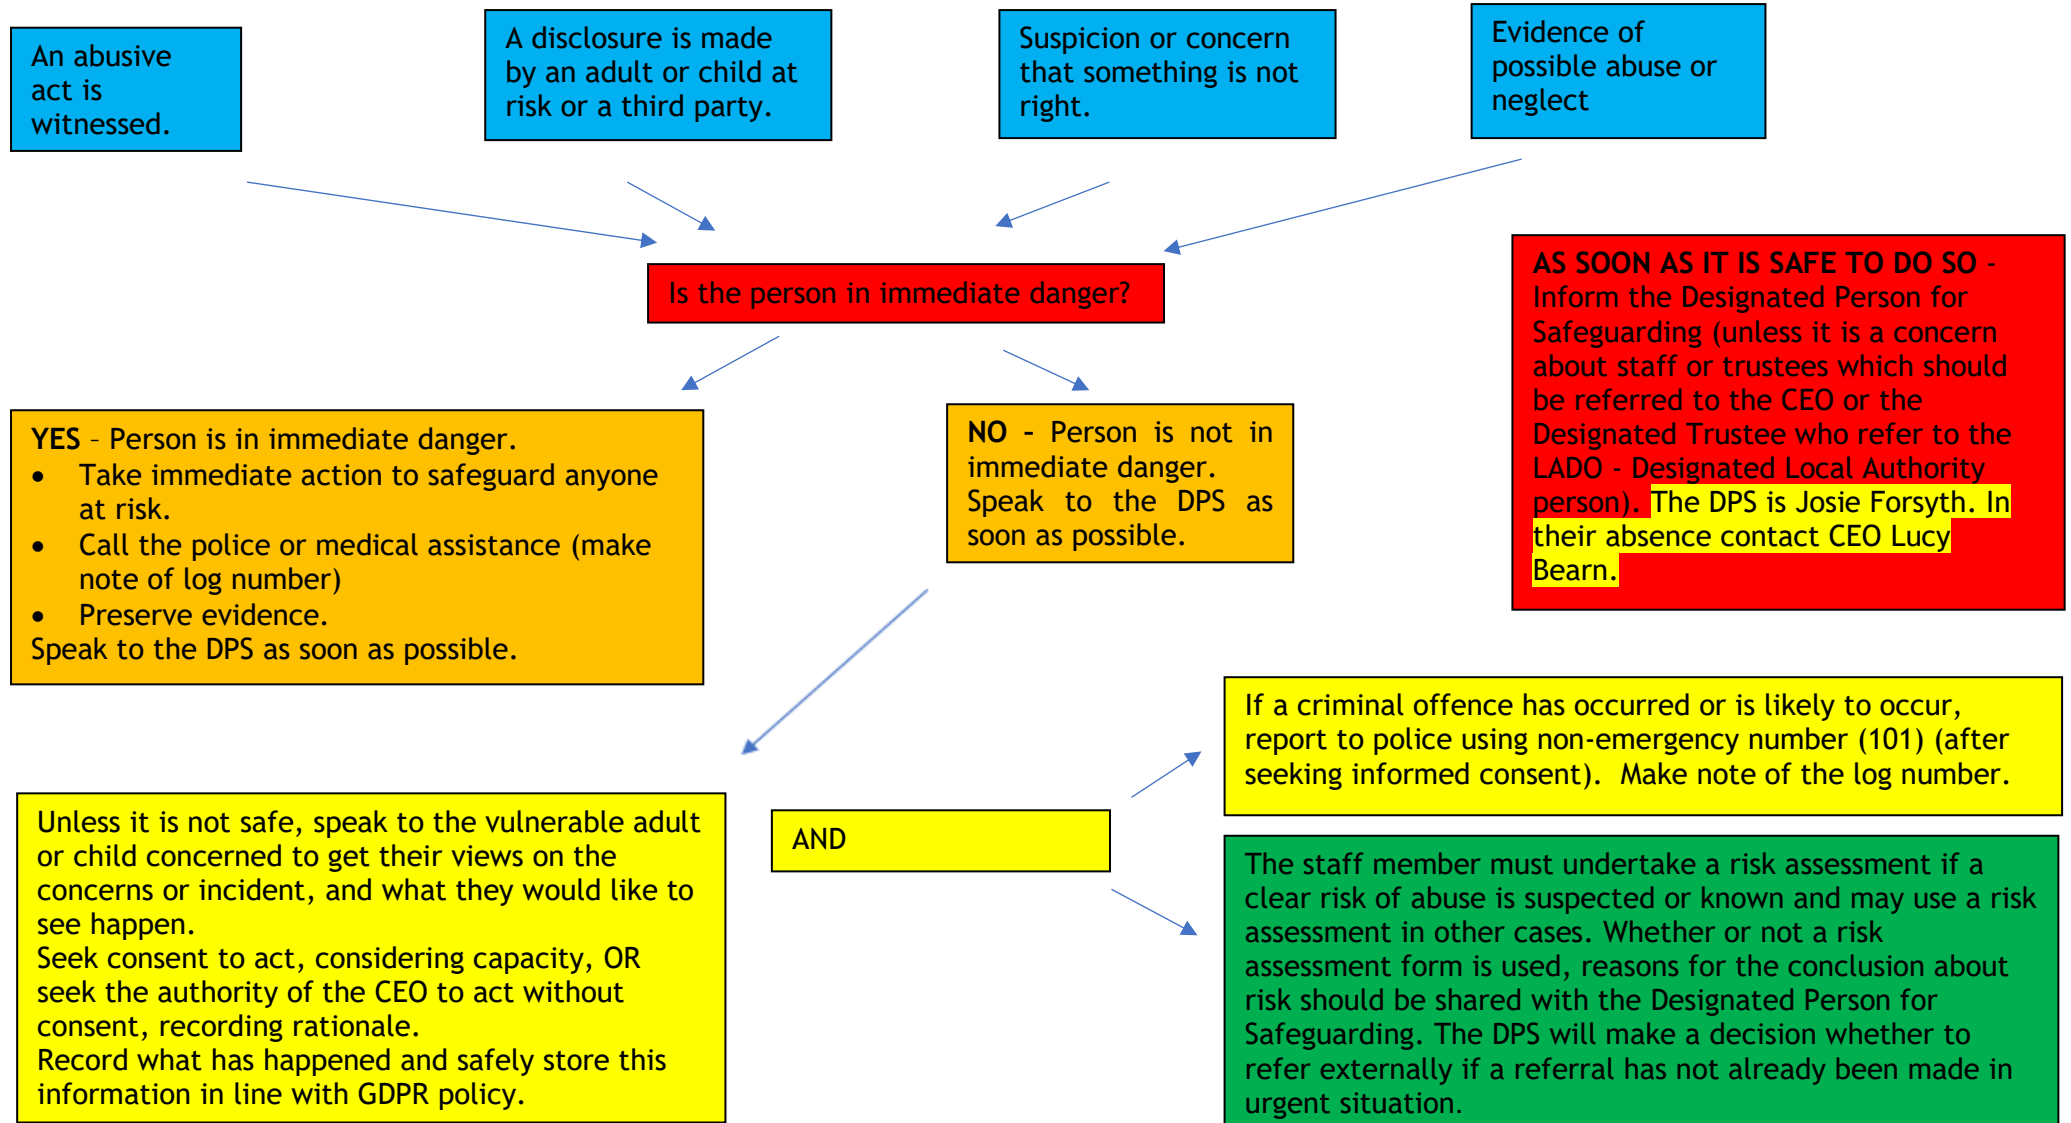 An abusive
act is
witnessed.
A disclosure is made
by an adult or child at
risk or a third party.
Suspicion or concern
that something is not
right.
Evidence of
possible abuse or
neglect
Is the person in immediate danger?
AS SOON AS IT IS SAFE TO DO SO -
Inform the Designated Person for
Safeguarding (unless it is a concern
about staff or trustees which should
be referred to the CEO or the
Designated Trustee who refer to the
LADO - Designated Local Authority
person). The DPS is Josie Forsyth. In
their absence contact CEO Lucy
Bearn.
YES – Person is in immediate danger.
• Take immediate action to safeguard anyone
at risk.
• Call the police or medical assistance (make
note of log number)
• Preserve evidence.
Speak to the DPS as soon as possible.
NO – Person is not in
immediate danger.
Speak to the DPS as
soon as possible.
Unless it is not safe, speak to the vulnerable adult
or child concerned to get their views on the
concerns or incident, and what they would like to
see happen.
Seek consent to act, considering capacity, OR
seek the authority of the CEO to act without
consent, recording rationale.
Record what has happened and safely store this
information in line with GDPR policy.
AND
If a criminal offence has occurred or is likely to occur,
report to police using non-emergency number (101) (after
seeking informed consent). Make note of the log number.
The staff member must undertake a risk assessment if a
clear risk of abuse is suspected or known and may use a risk
assessment in other cases. Whether or not a risk
assessment form is used, reasons for the conclusion about
risk should be shared with the Designated Person for
Safeguarding. The DPS will make a decision whether to
refer externally if a referral has not already been made in
urgent situation.